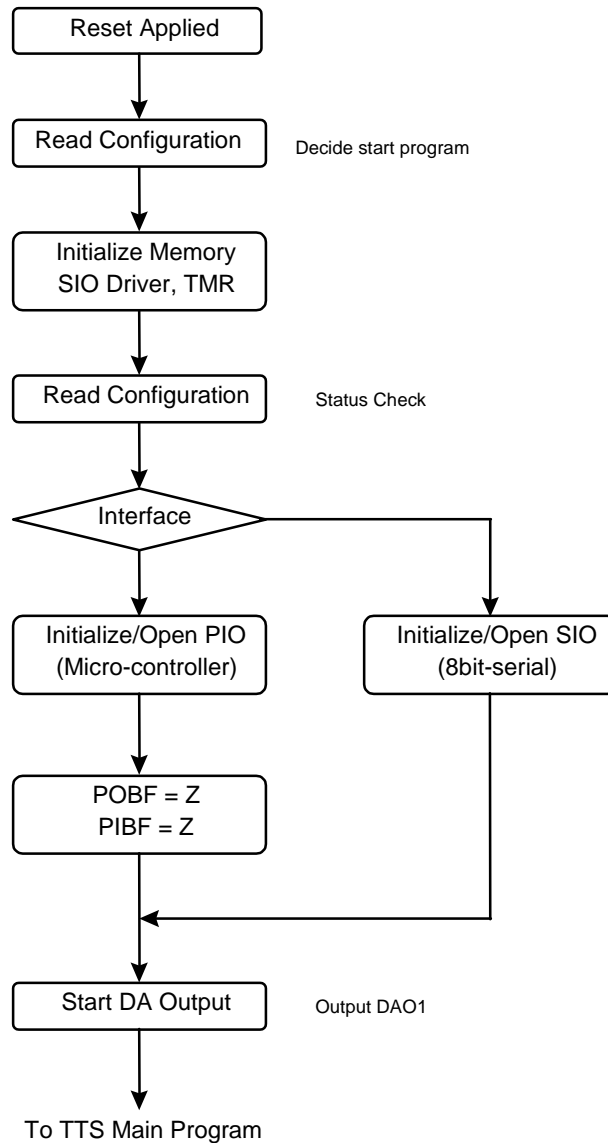 Reset Applied
Read Configuration
Decide start program
Initialize Memory
SIO Driver, TMR
Read Configuration
Status Check
Interface
Initialize/Open PIO
(Micro-controller)
Initialize/Open SIO
(8bit-serial)
POBF = Z
PIBF = Z
Start DA Output
Output DAO1
To TTS Main Program